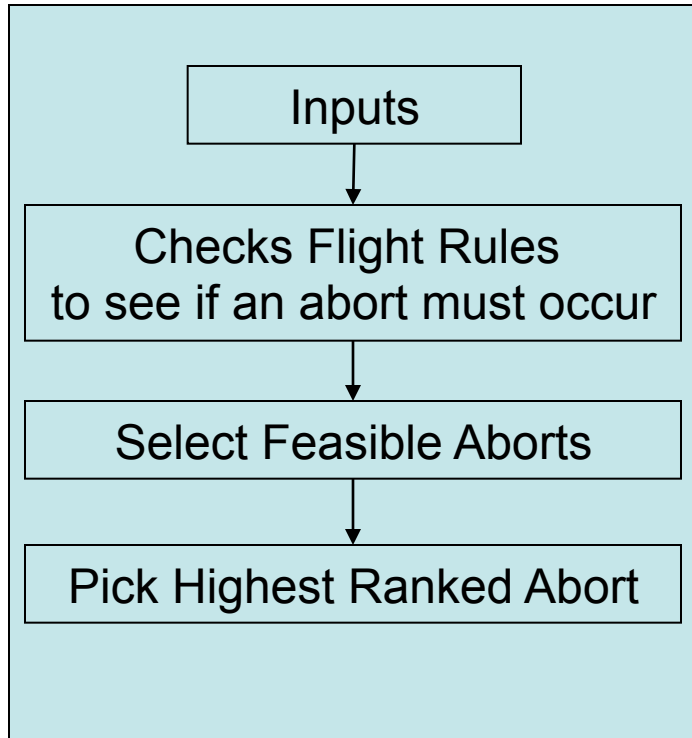 Inputs
Checks Flight Rules
to see if an abort must occur
Select Feasible Aborts
Pick Highest Ranked Abort